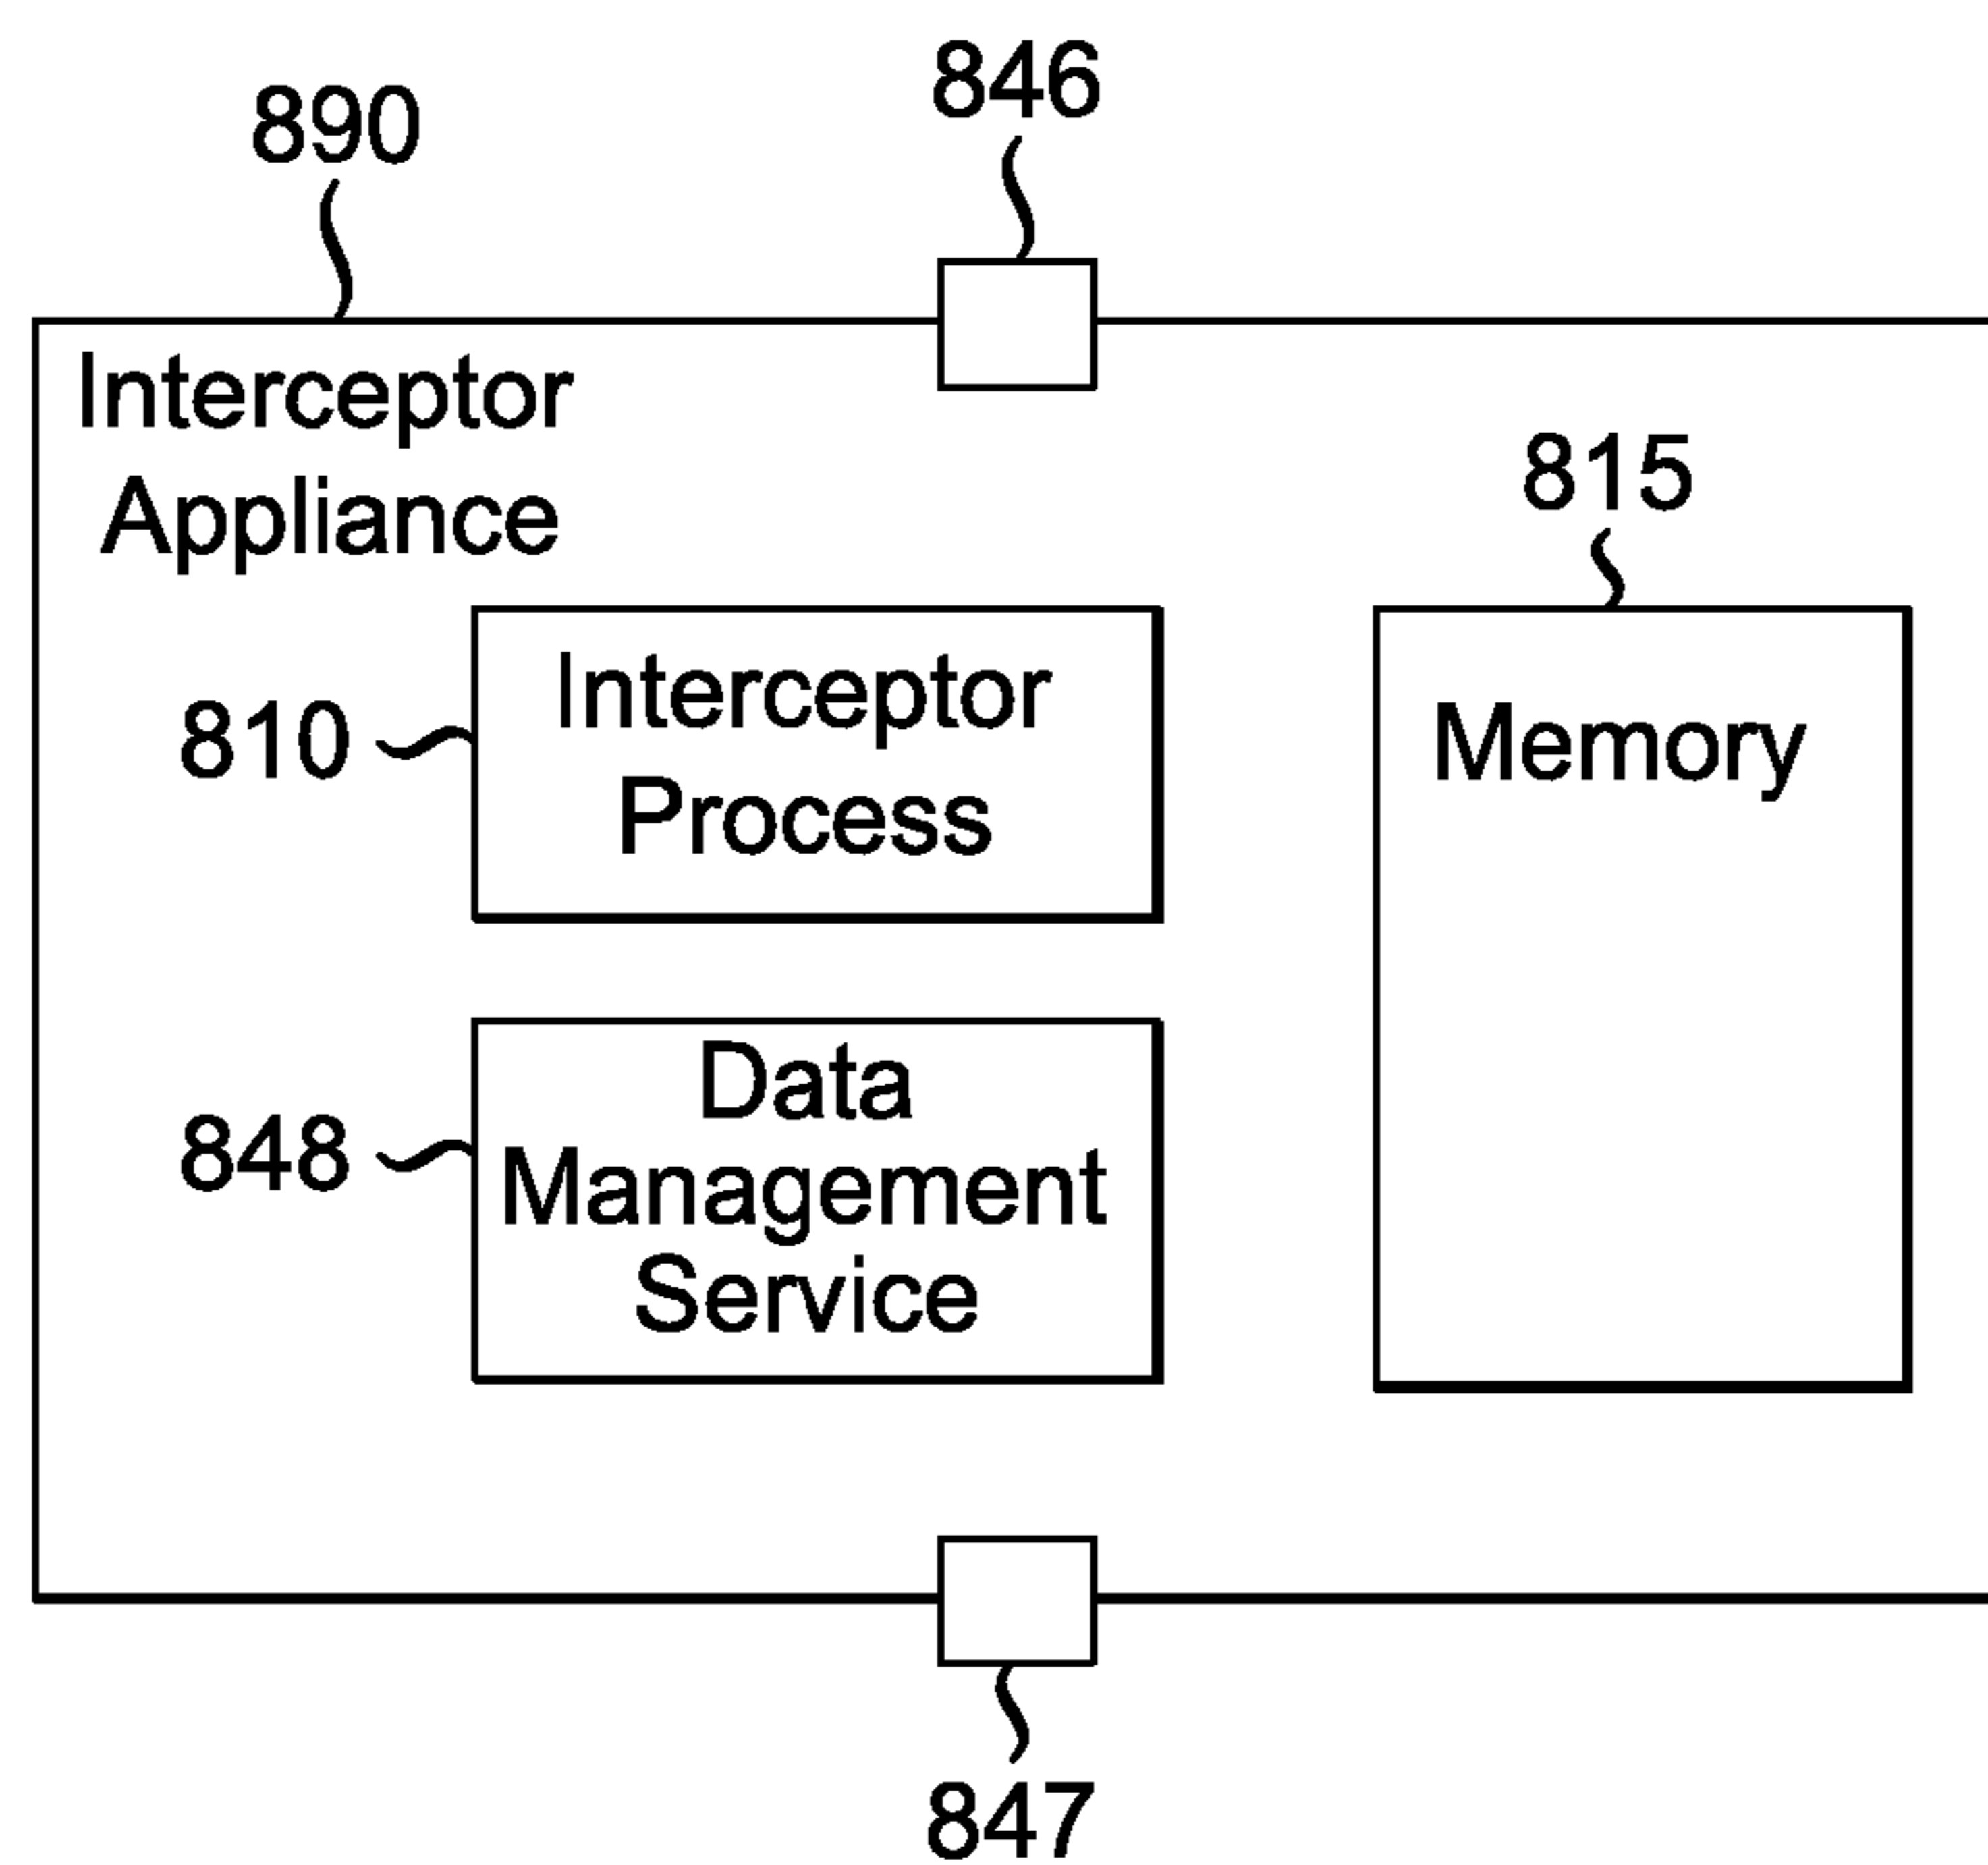 846
890
Interceptor
Appliance
815
Interceptor
Process
810
Memory
Data
Management
Service
848
847